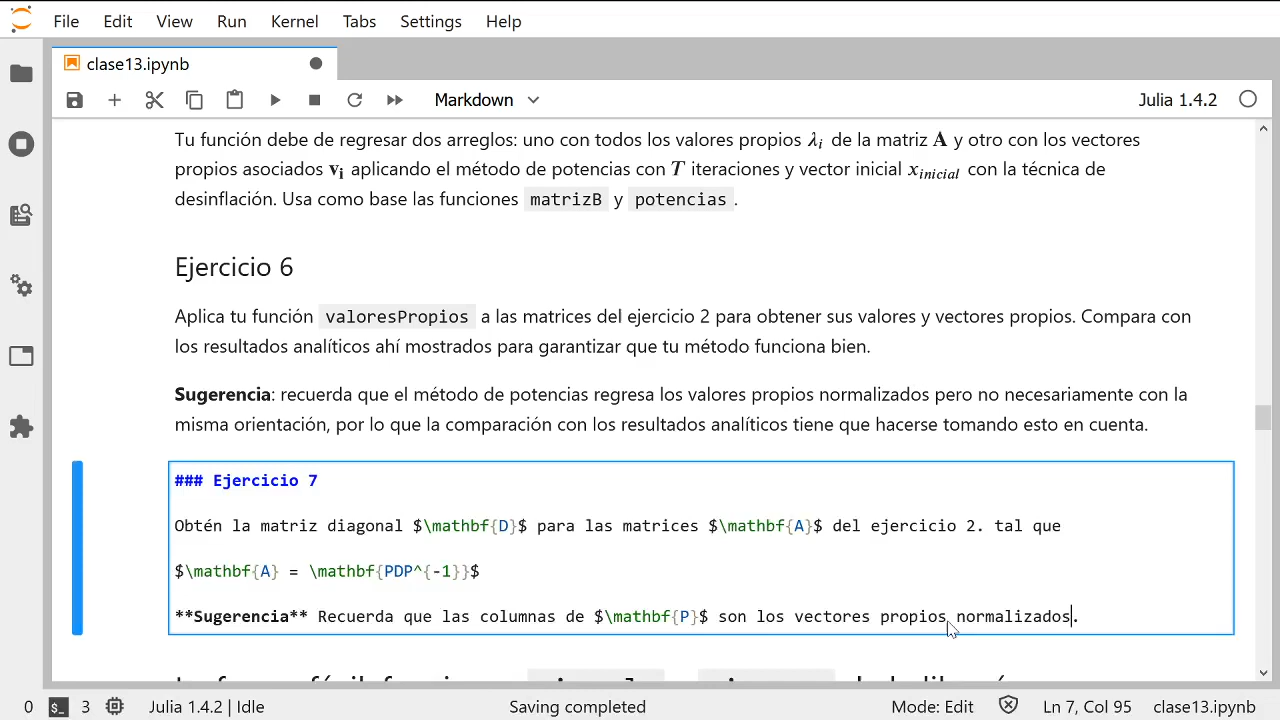 File Edit View Run Kernel Tabs Settings Help
clase13.ipynb
Markdown
Julia 1.4.2
Tu función debe de regresar dos arreglos: uno con todos los valores propios λi de la matriz A y otro con los vectores
propios asociados vi aplicando el método de potencias con T iteraciones y vector inicial xinicial con la técnica de
desinflación. Usa como base las funciones matrizB y potencias .
Ejercicio 6
Aplica tu función valoresPropios a las matrices del ejercicio 2 para obtener sus valores y vectores propios. Compara con
los resultados analíticos ahí mostrados para garantizar que tu método funciona bien.
Sugerencia: recuerda que el método de potencias regresa los valores propios normalizados pero no necesariamente con la
misma orientación, por lo que la comparación con los resultados analíticos tiene que hacerse tomando esto en cuenta.
### Ejercicio 7
Obtén la matriz diagonal $\mathbf{D}$ para las matrices $\mathbf{A}$ del ejercicio 2. tal que
$\mathbf{A} = \mathbf{PDP^{-1}}$
**Sugerencia** Recuerda que las columnas de $\mathbf{P}$ son los vectores propios normalizados.
0 $_ 3 Julia 1.4.2 | Idle Saving completed Mode: Edit Ln 7, Col 95 clase13.ipynb